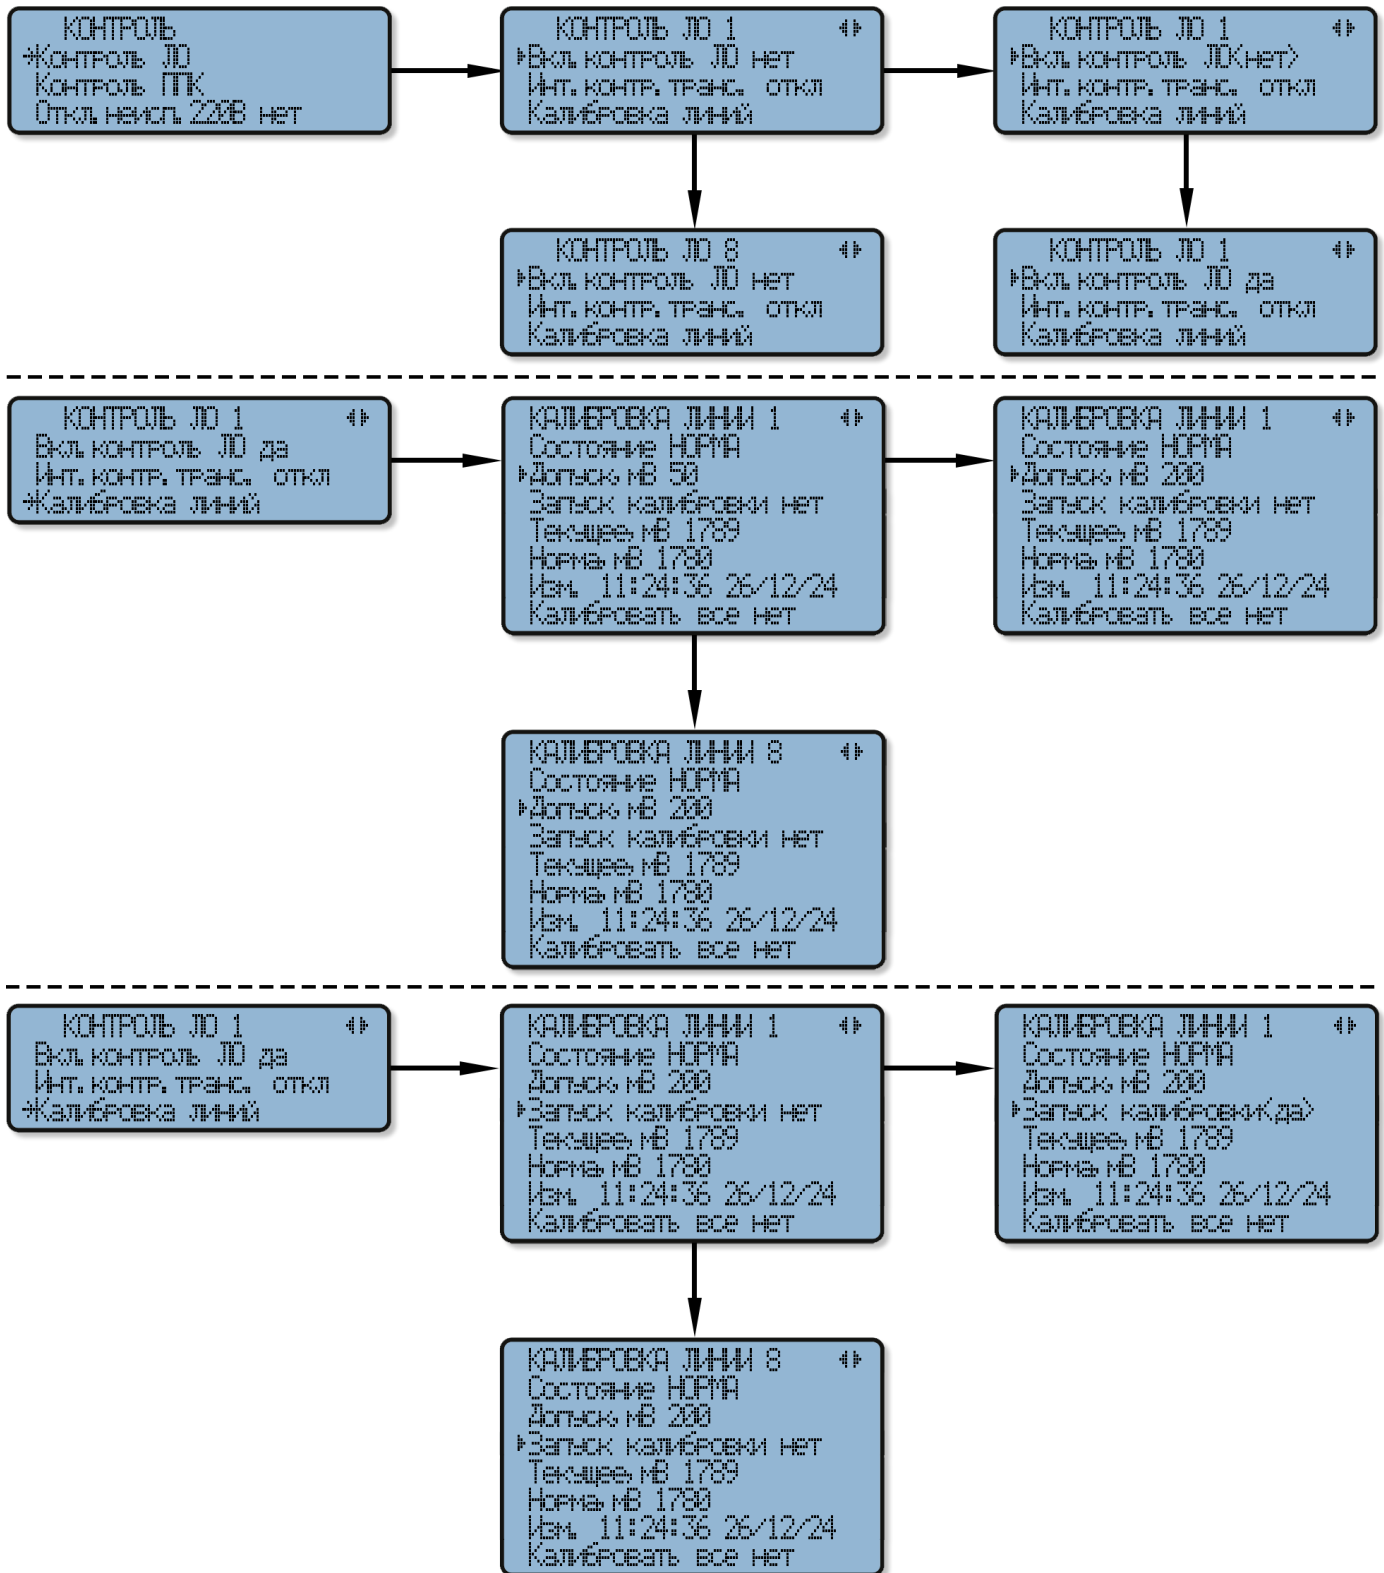 КОНТРОЛЬ
Контроль ЛО
Контроль ППК
Откл.неисп.220В нет
КОНТРОЛЬ ЛО 1
Вкл.контроль ЛО нет
Инт.контр.транс. откл
Калибровка линий
КОНТРОЛЬ ЛО 1
Вкл.контроль ЛО<нет>
Инт.контр.транс. откл
Калибровка линий
КОНТРОЛЬ ЛО 8
Вкл.контроль ЛО нет
Инт.контр.транс. откл
Калибровка линий
КОНТРОЛЬ ЛО 1
Вкл.контроль ЛО да
Инт.контр.транс. откл
Калибровка линий
КОНТРОЛЬ ЛО 1
Вкл.контроль ЛО да
Инт.контр.транс. откл
Калибровка линий
КАЛИБРОВКА ЛИНИИ 1
Состояние НОРМА
Допуск,мВ 50
Запуск калибровки нет
Текущее,мВ 1789
Норма,мВ 1780
Изм. 11:24:36 26/12/24
Калибровать все нет
КАЛИБРОВКА ЛИНИИ 1
Состояние НОРМА
Допуск,мВ 200
Запуск калибровки нет
Текущее,мВ 1789
Норма,мВ 1780
Изм. 11:24:36 26/12/24
Калибровать все нет
КАЛИБРОВКА ЛИНИИ 8
Состояние НОРМА
Допуск,мВ 200
Запуск калибровки нет
Текущее,мВ 1789
Норма,мВ 1780
Изм. 11:24:36 26/12/24
Калибровать все нет
КОНТРОЛЬ ЛО 1
Вкл.контроль ЛО да
Инт.контр.транс. откл
Калибровка линий
КАЛИБРОВКА ЛИНИИ 1
Состояние НОРМА
Допуск,мВ 200
Запуск калибровки нет
Текущее,мВ 1789
Норма,мВ 1780
Изм. 11:24:36 26/12/24
Калибровать все нет
КАЛИБРОВКА ЛИНИИ 1
Состояние НОРМА
Допуск,мВ 200
Запуск калибровки<да>
Текущее,мВ 1789
Норма,мВ 1780
Изм. 11:24:36 26/12/24
Калибровать все нет
КАЛИБРОВКА ЛИНИИ 8
Состояние НОРМА
Допуск,мВ 200
Запуск калибровки нет
Текущее,мВ 1789
Норма,мВ 1780
Изм. 11:24:36 26/12/24
Калибровать все нет